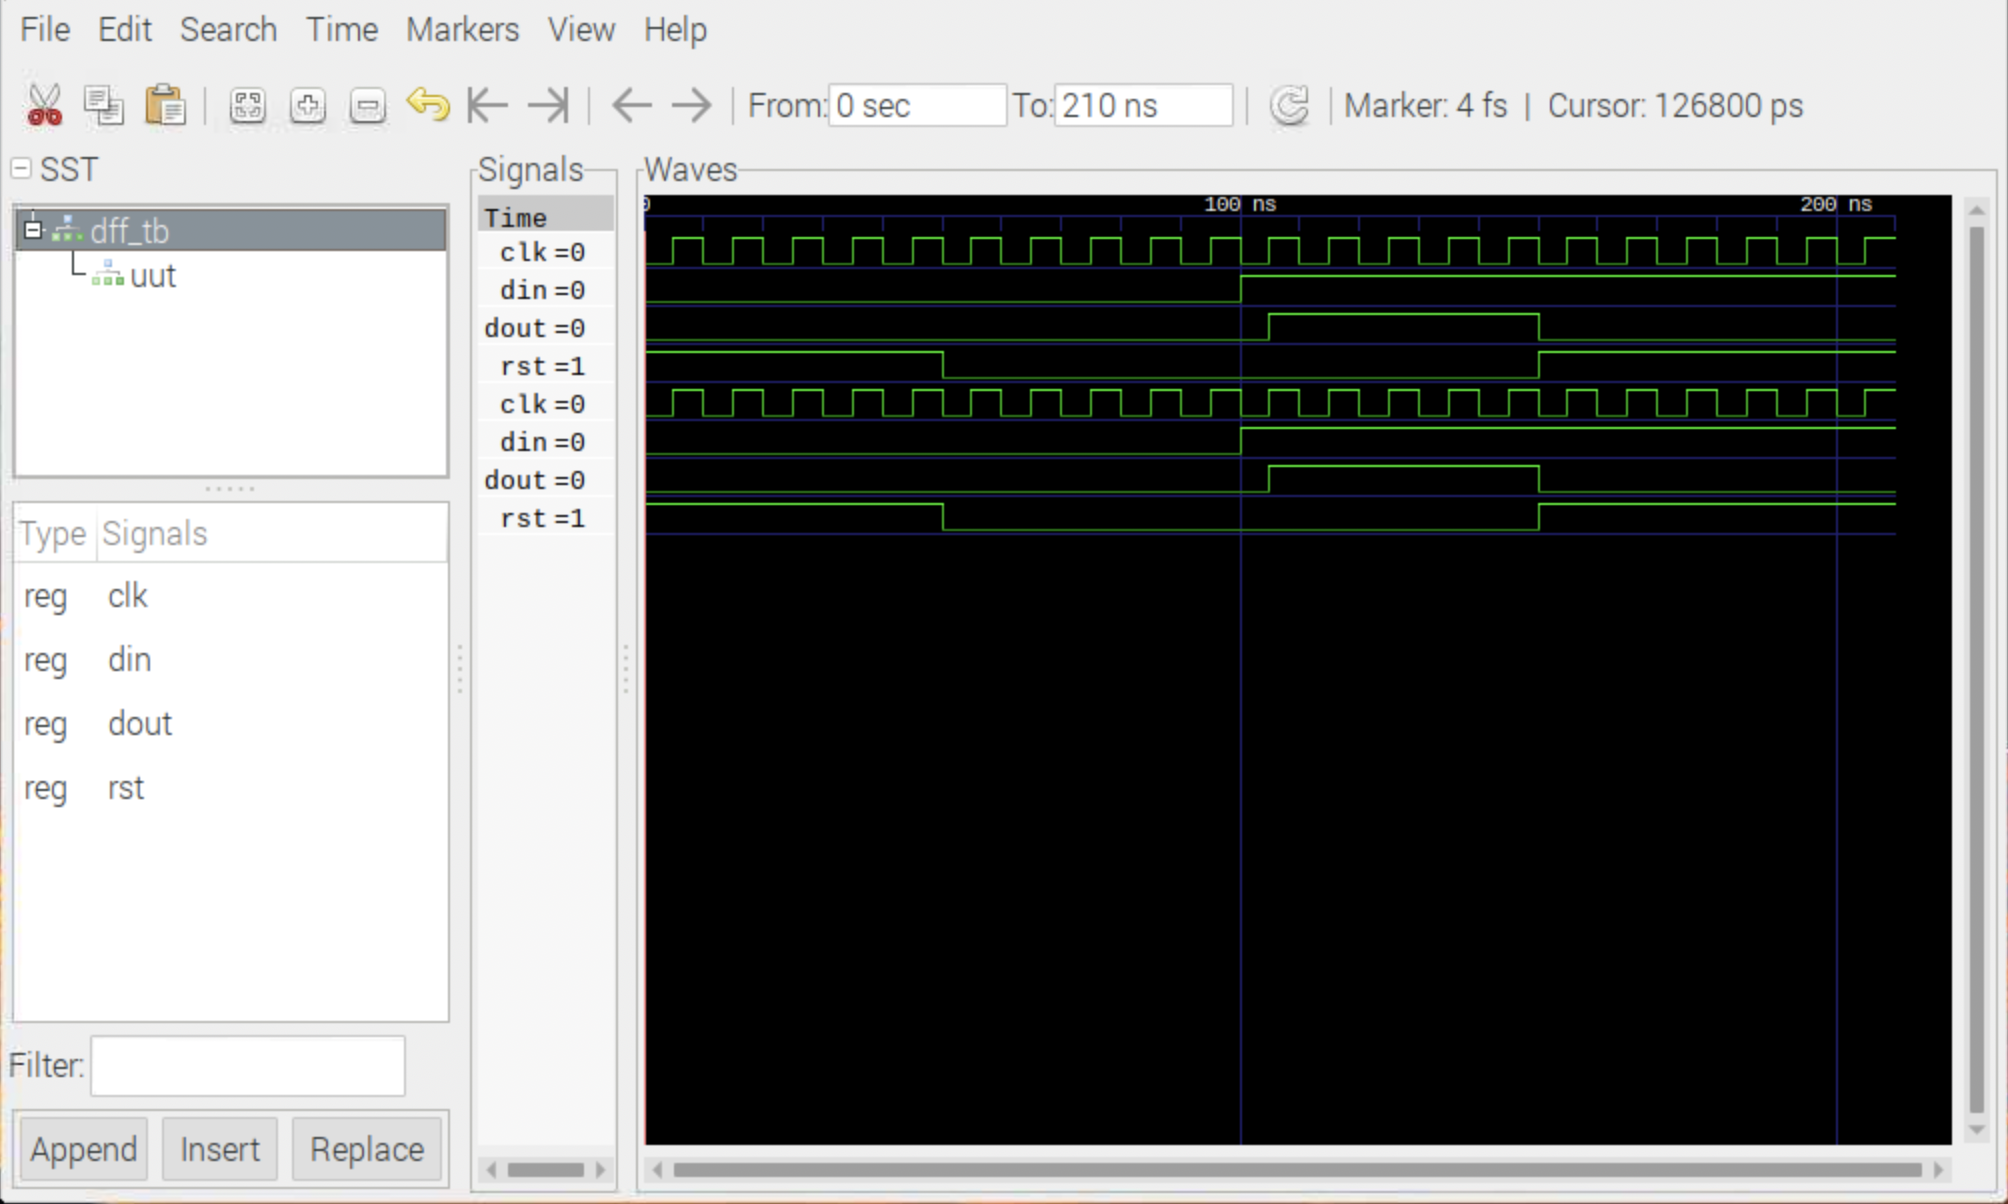 File Edit Search Time Markers View Help
From: 0 sec To: 210 ns Marker: 4 fs | Cursor: 126800 ps
SST
dff_tb
uut
Type Signals
reg clk
reg din
reg dout
reg rst
Filter:
Append Insert Replace
Signals
Time
clk =0
din =0
dout =0
rst =1
clk =0
din =0
dout =0
rst =1
Waves
0 100 ns 200 ns